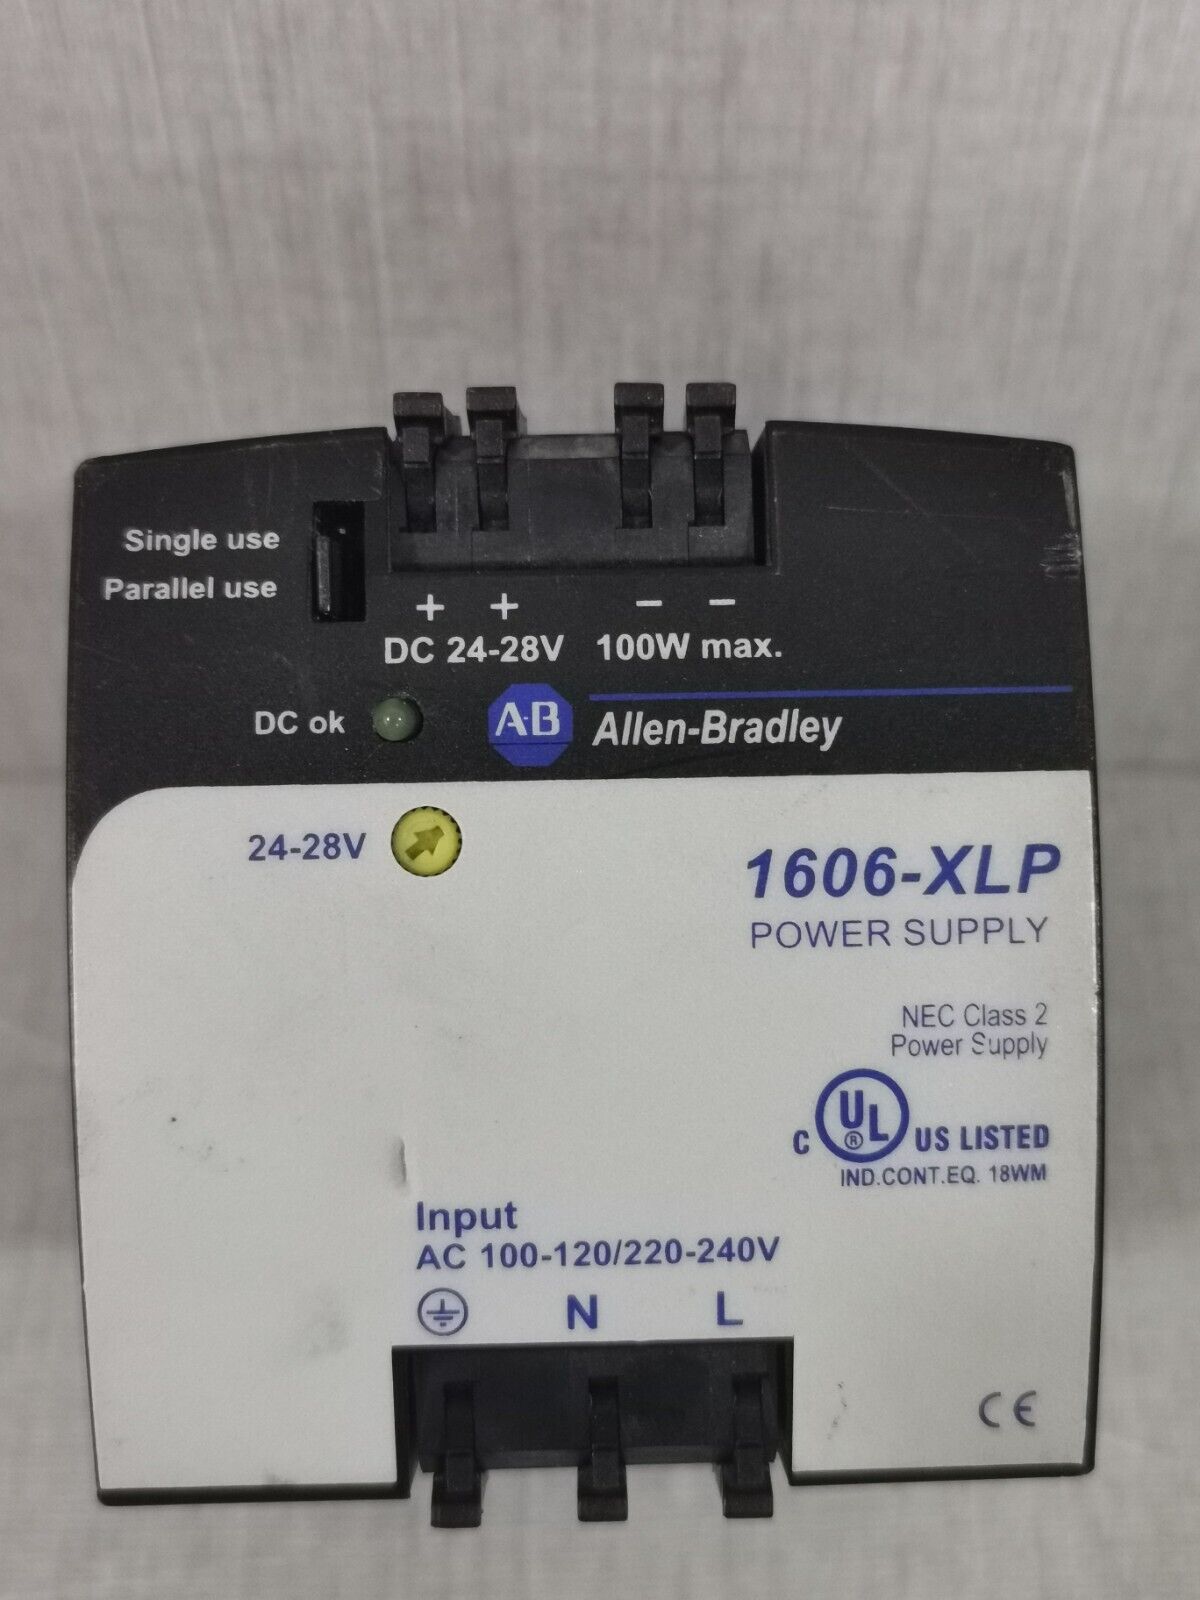 Single use
Parallel use
+ + − −
DC 24-28V 100W max.
DC ok
A-B Allen-Bradley
24-28V
1606-XLP
POWER SUPPLY
NEC Class 2
Power Supply
C UL ® US LISTED
IND.CONT.EQ. 18WM
Input
AC 100-120/220-240V
N L
CE